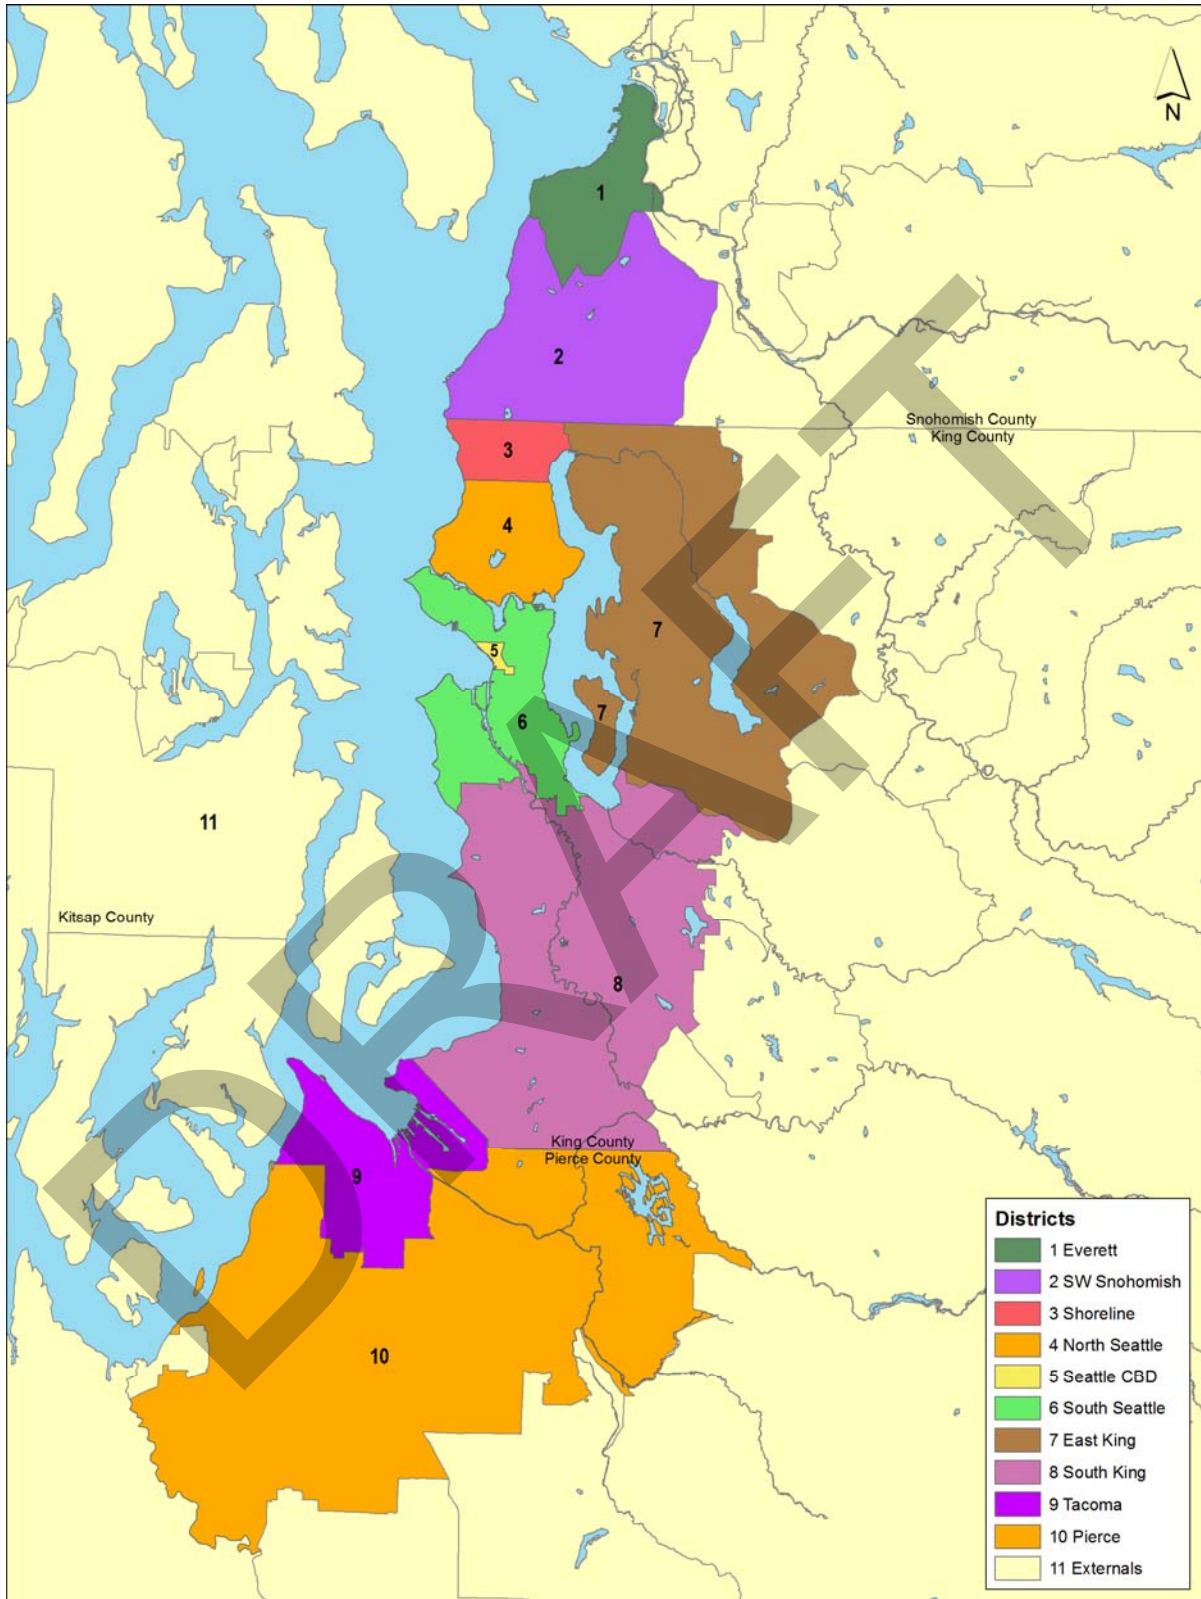 N
1
2
Snohomish County
King County
3
4
7
5
7
6
11
Kitsap County
8
King County
Pierce County
9
10
DRAFT
Districts
1 Everett
2 SW Snohomish
3 Shoreline
4 North Seattle
5 Seattle CBD
6 South Seattle
7 East King
8 South King
9 Tacoma
10 Pierce
11 Externals